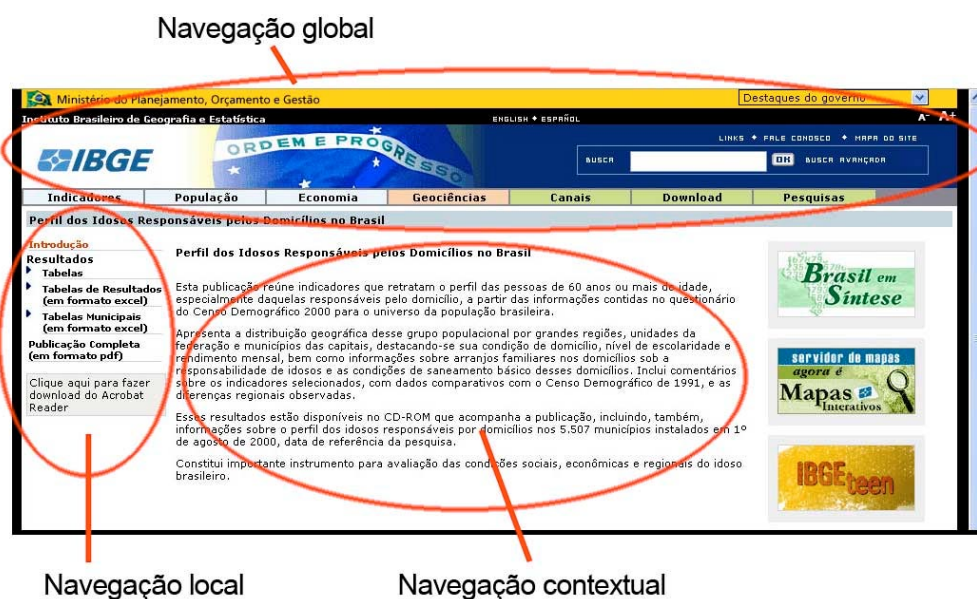 Navegação global
Ministério do Planejamento, Orçamento e Gestão
Destaques do governo
Instituto Brasileiro de Geografia e Estatística
ENGLISH ♦ ESPAÑOL
A- A+
LINKS ♦ FALE CONOSCO ♦ MAPA DO SITE
IBGE
ORDEM E PROGRESSO
BUSCA
OK
BUSCA AVANÇADA
Indicadores População Economia Geociências Canais Download Pesquisas
Perfil dos Idosos Responsáveis pelos Domicílios no Brasil
Introdução
Resultados
Tabelas
Tabelas de Resultados
(em formato excel)
Tabelas Municipais
(em formato excel)
Publicação Completa
(em formato pdf)
Clique aqui para fazer
download do Acrobat
Reader
Perfil dos Idosos Responsáveis pelos Domicílios no Brasil
Esta publicação reúne indicadores que retratam o perfil das pessoas de 60 anos ou mais de idade,
especialmente daquelas responsáveis pelo domicílio, a partir das informações contidas no questionário
do Censo Demográfico 2000 para o universo da população brasileira.
Apresenta a distribuição geográfica desse grupo populacional por grandes regiões, unidades da
federação e municípios das capitais, destacando-se sua condição de domicílio, nível de escolaridade e
rendimento mensal, bem como informações sobre arranjos familiares nos domicílios sob a
responsabilidade de idosos e as condições de saneamento básico desses domicílios. Inclui comentários
sobre os indicadores selecionados, com dados comparativos com o Censo Demográfico de 1991, e as
diferenças regionais observadas.
Esses resultados estão disponíveis no CD-ROM que acompanha a publicação, incluindo, também,
informações sobre o perfil dos idosos responsáveis por domicílios nos 5.507 municípios instalados em 1º
de agosto de 2000, data de referência da pesquisa.
Constitui importante instrumento para avaliação das condições sociais, econômicas e regionais do idoso
brasileiro.
Brasil em
Síntese
servidor de mapas
agora é
Mapas
Interativos
IBGEteen
Navegação local
Navegação contextual